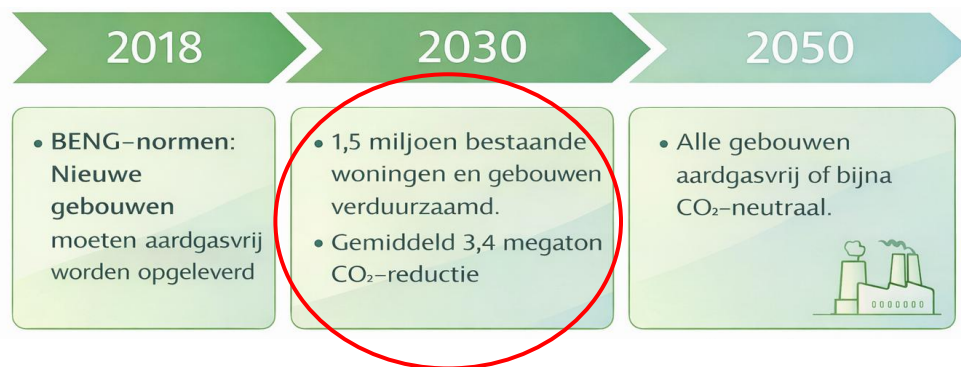 2018
2030
2050
• BENG–normen:
Nieuwe
gebouwen
moeten aardgasvrij
worden opgeleverd
• 1,5 miljoen bestaande
woningen en gebouwen
verduurzaamd.
• Gemiddeld 3,4 megaton
CO₂–reductie
• Alle gebouwen
aardgasvrij of bijna
CO₂–neutraal.